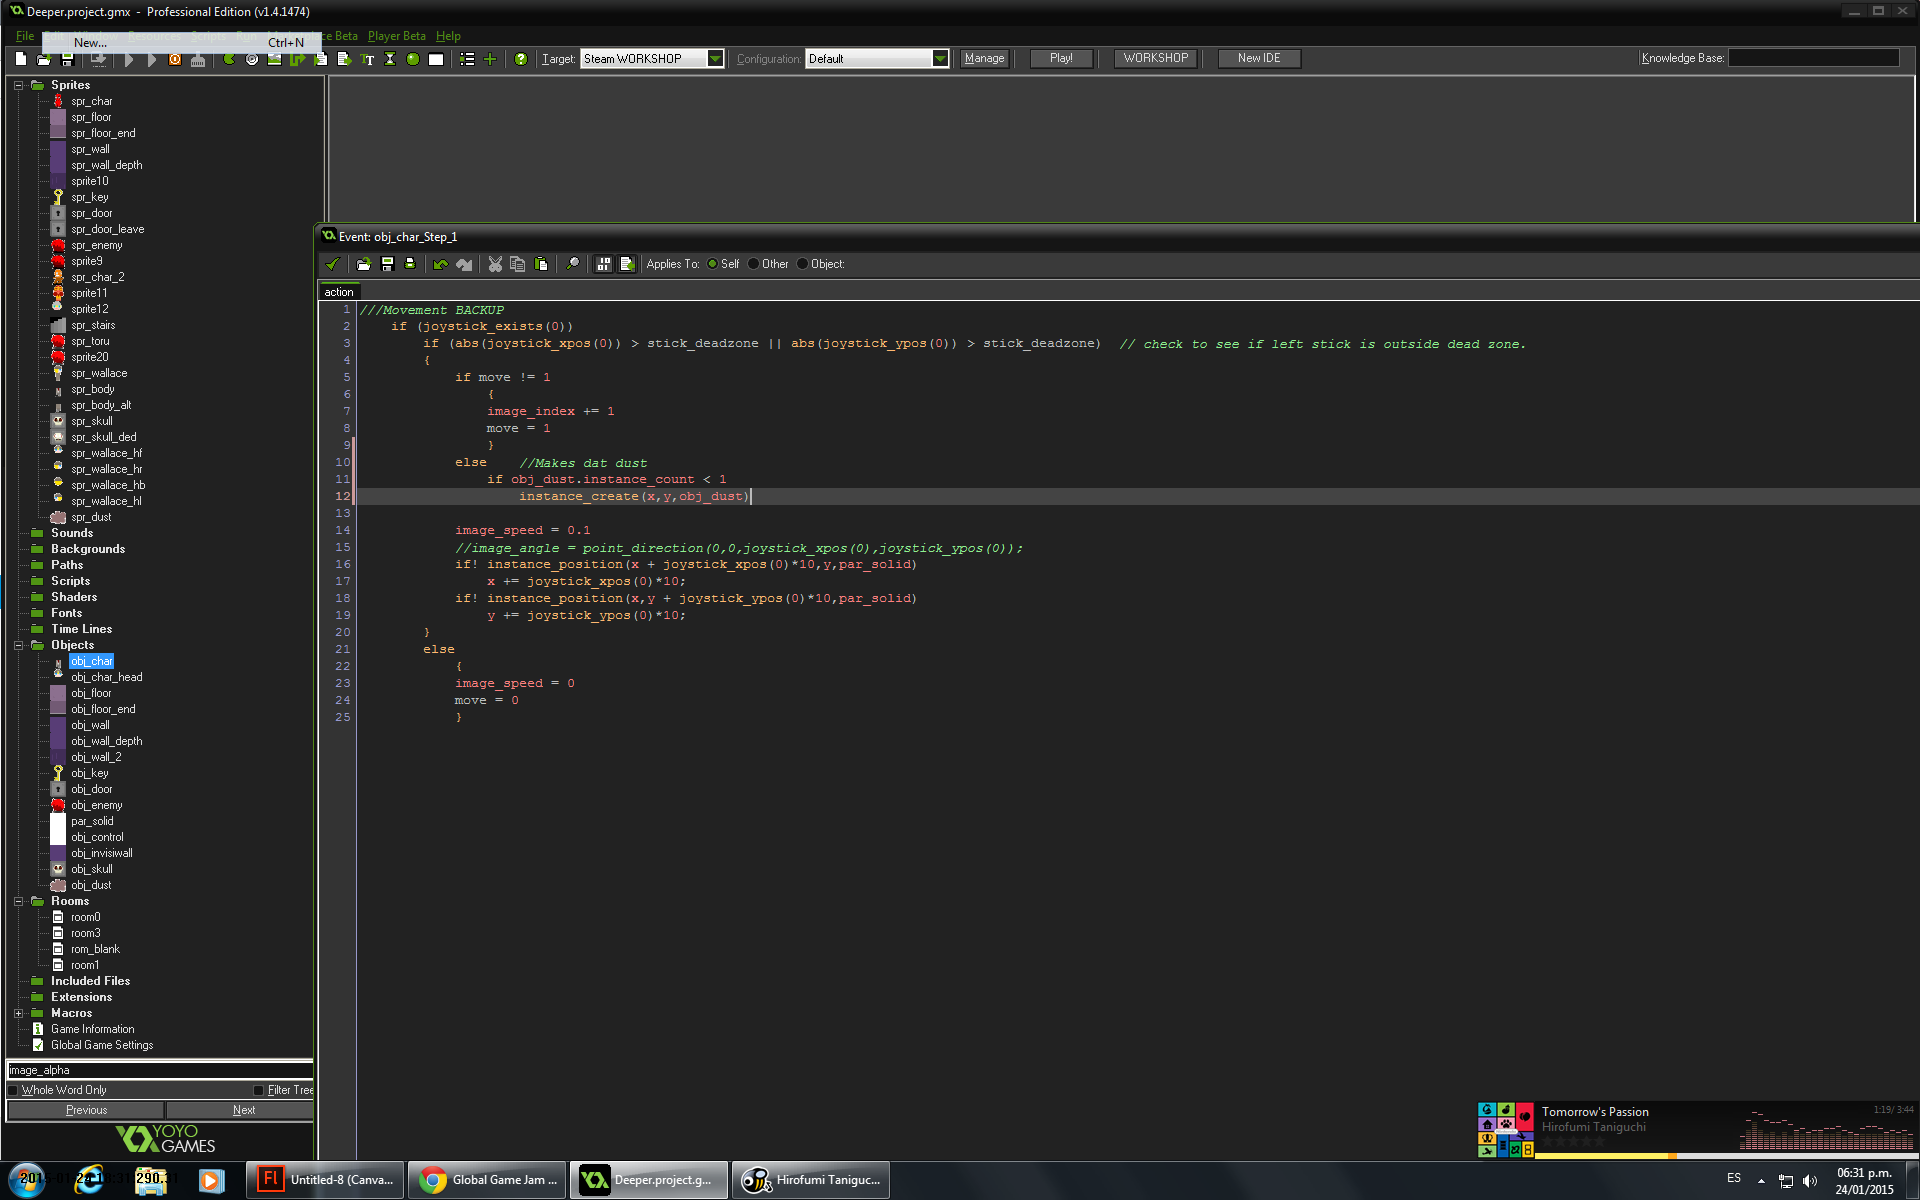 Deeper.project.gmx - Professional Edition (v1.4.1474)
File Beta Player Beta Help
New... Ctrl+N
Target: Steam WORKSHOP Configuration: Default Manage Play! WORKSHOP New IDE Knowledge Base:
Sprites
spr_char
spr_floor
spr_floor_end
spr_wall
spr_wall_depth
sprite10
spr_key
spr_door
spr_door_leave
spr_enemy
sprite9
spr_char_2
sprite11
sprite12
spr_stairs
spr_toru
sprite20
spr_wallace
spr_body
spr_body_alt
spr_skull
spr_skull_ded
spr_wallace_hf
spr_wallace_hr
spr_wallace_hb
spr_wallace_hl
spr_dust
Sounds
Backgrounds
Paths
Scripts
Shaders
Fonts
Time Lines
Objects
obj_char
obj_char_head
obj_floor
obj_floor_end
obj_wall
obj_wall_depth
obj_wall_2
obj_key
obj_door
obj_enemy
par_solid
obj_control
obj_invisiwall
obj_skull
obj_dust
Rooms
room0
room3
rom_blank
room1
Included Files
Extensions
Macros
Game Information
Global Game Settings
image_alpha
Whole Word Only Filter Tree
Previous Next
YOYO
GAMES
Event: obj_char_Step_1
Applies To: Self Other Object:
action
1 ///Movement BACKUP
2 if (joystick_exists(0))
3 if (abs(joystick_xpos(0)) > stick_deadzone || abs(joystick_ypos(0)) > stick_deadzone) // check to see if left stick is outside dead zone.
4 {
5 if move != 1
6 {
7 image_index += 1
8 move = 1
9 }
10 else //Makes dat dust
11 if obj_dust.instance_count < 1
12 instance_create(x,y,obj_dust)
13
14 image_speed = 0.1
15 //image_angle = point_direction(0,0,joystick_xpos(0),joystick_ypos(0));
16 if! instance_position(x + joystick_xpos(0)*10,y,par_solid)
17 x += joystick_xpos(0)*10;
18 if! instance_position(x,y + joystick_ypos(0)*10,par_solid)
19 y += joystick_ypos(0)*10;
20 }
21 else
22 {
23 image_speed = 0
24 move = 0
25 }
Tomorrow's Passion 1:19/ 3:44
Hirofumi Taniguchi
Untitled-8 (Canva... Global Game Jam ... Deeper.project.g... Hirofumi Taniguc... ES 06:31 p.m.
24/01/2015